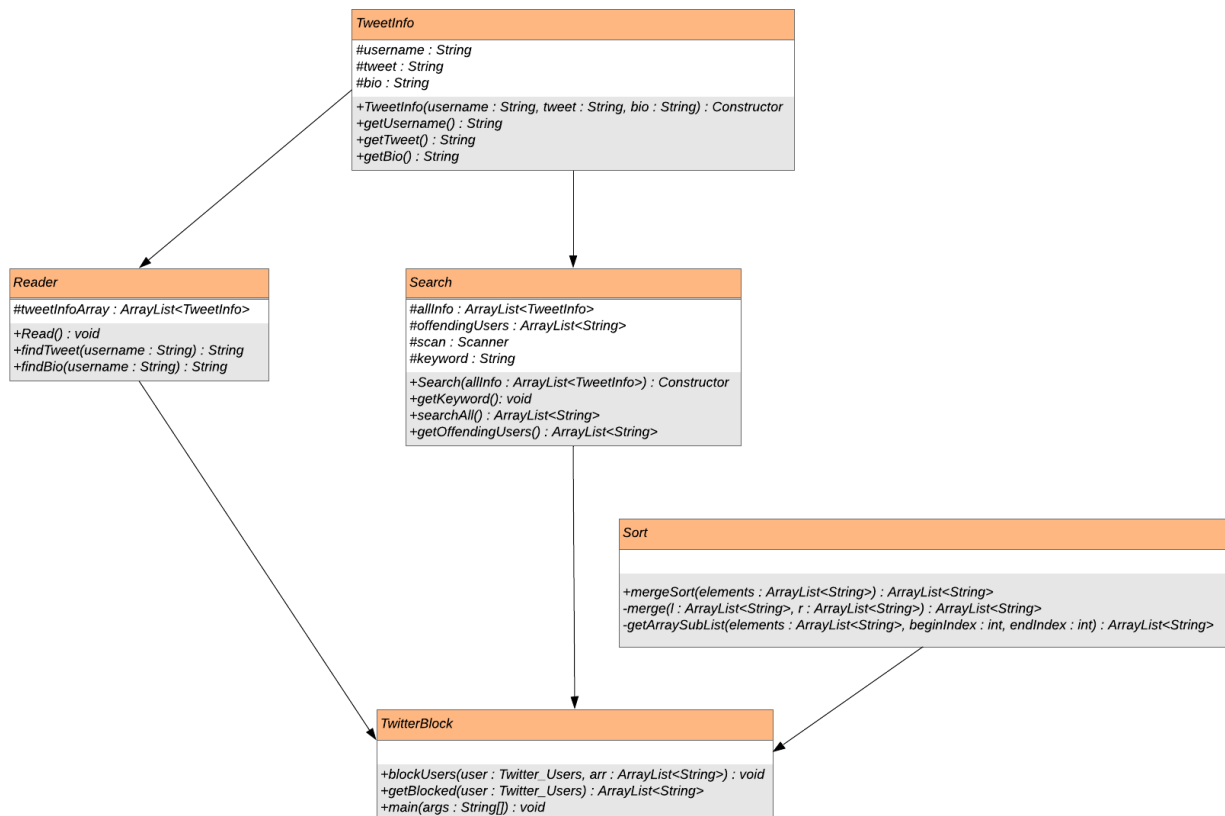 TweetInfo
#username : String
#tweet : String
#bio : String
+TweetInfo(username : String, tweet : String, bio : String) : Constructor
+getUsername() : String
+getTweet() : String
+getBio() : String
Reader
#tweetInfoArray : ArrayList<TweetInfo>
+Read() : void
+findTweet(username : String) : String
+findBio(username : String) : String
Search
#allInfo : ArrayList<TweetInfo>
#offendingUsers : ArrayList<String>
#scan : Scanner
#keyword : String
+Search(allInfo : ArrayList<TweetInfo>) : Constructor
+getKeyword(): void
+searchAll() : ArrayList<String>
+getOffendingUsers() : ArrayList<String>
Sort
+mergeSort(elements : ArrayList<String>) : ArrayList<String>
-merge(l : ArrayList<String>, r : ArrayList<String>) : ArrayList<String>
-getArraySubList(elements : ArrayList<String>, beginIndex : int, endIndex : int) : ArrayList<String>
TwitterBlock
+blockUsers(user : Twitter_Users, arr : ArrayList<String>) : void
+getBlocked(user : Twitter_Users) : ArrayList<String>
+main(args : String[]) : void